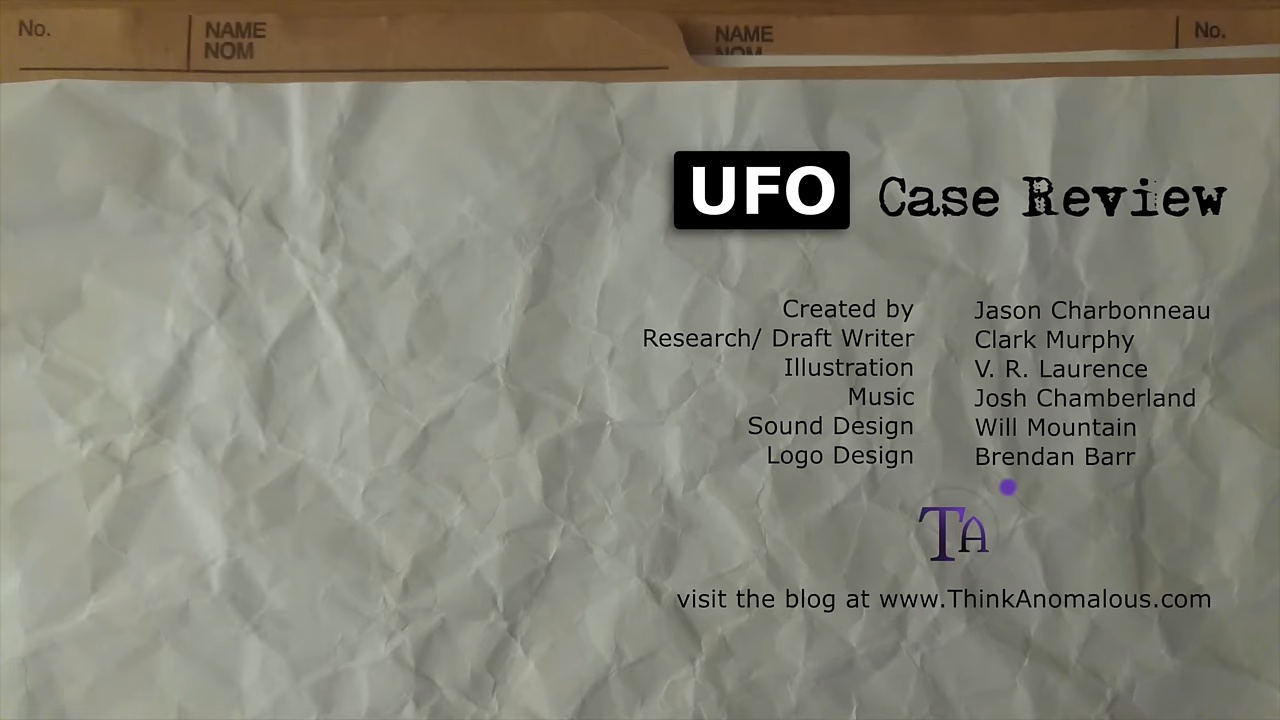 No.
NAME
NOM
NAME
NOM
No.
UFO Case Review
Created by Jason Charbonneau
Research/ Draft Writer Clark Murphy
Illustration V. R. Laurence
Music Josh Chamberland
Sound Design Will Mountain
Logo Design Brendan Barr
TA
visit the blog at www.ThinkAnomalous.com